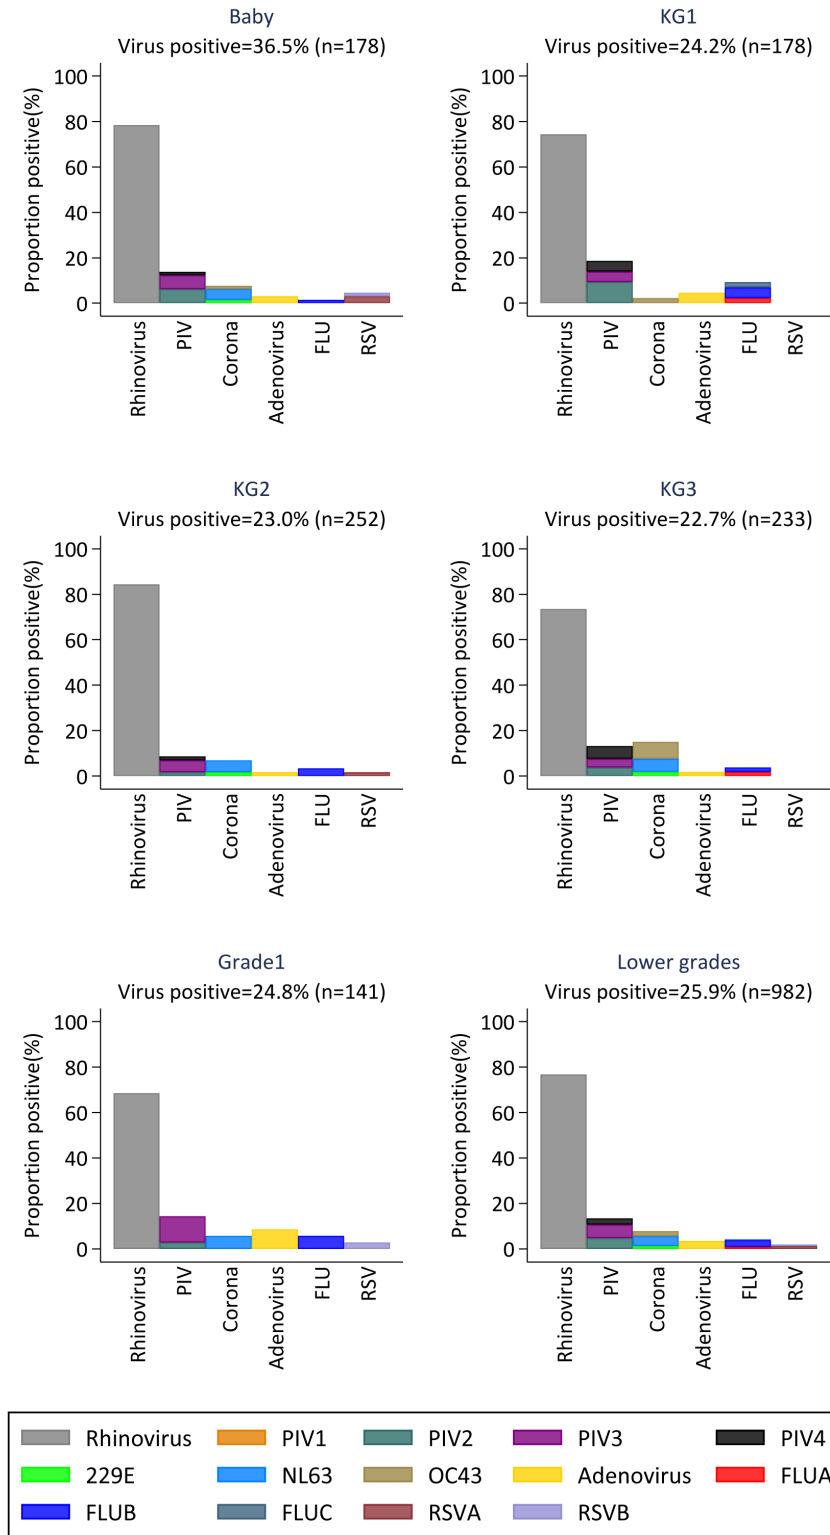 Baby
Virus positive=36.5% (n=178)
Proportion positive(%)
100
80
60
40
20
0
Rhinovirus
PIV
Corona
Adenovirus
FLU
RSV
KG1
Virus positive=24.2% (n=178)
Proportion positive(%)
100
80
60
40
20
0
Rhinovirus
PIV
Corona
Adenovirus
FLU
RSV
KG2
Virus positive=23.0% (n=252)
Proportion positive(%)
100
80
60
40
20
0
Rhinovirus
PIV
Corona
Adenovirus
FLU
RSV
KG3
Virus positive=22.7% (n=233)
Proportion positive(%)
100
80
60
40
20
0
Rhinovirus
PIV
Corona
Adenovirus
FLU
RSV
Grade1
Virus positive=24.8% (n=141)
Proportion positive(%)
100
80
60
40
20
0
Rhinovirus
PIV
Corona
Adenovirus
FLU
RSV
Lower grades
Virus positive=25.9% (n=982)
Proportion positive(%)
100
80
60
40
20
0
Rhinovirus
PIV
Corona
Adenovirus
FLU
RSV
Rhinovirus PIV1 PIV2 PIV3 PIV4
229E NL63 OC43 Adenovirus FLUA
FLUB FLUC RSVA RSVB